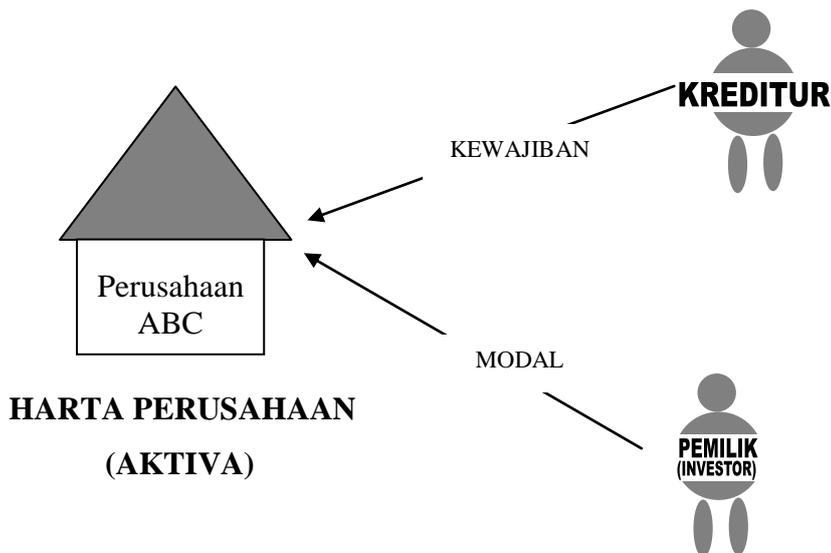 KREDITUR
KEWAJIBAN
Perusahaan
ABC
MODAL
HARTA PERUSAHAAN
(AKTIVA)
PEMILIK
(INVESTOR)